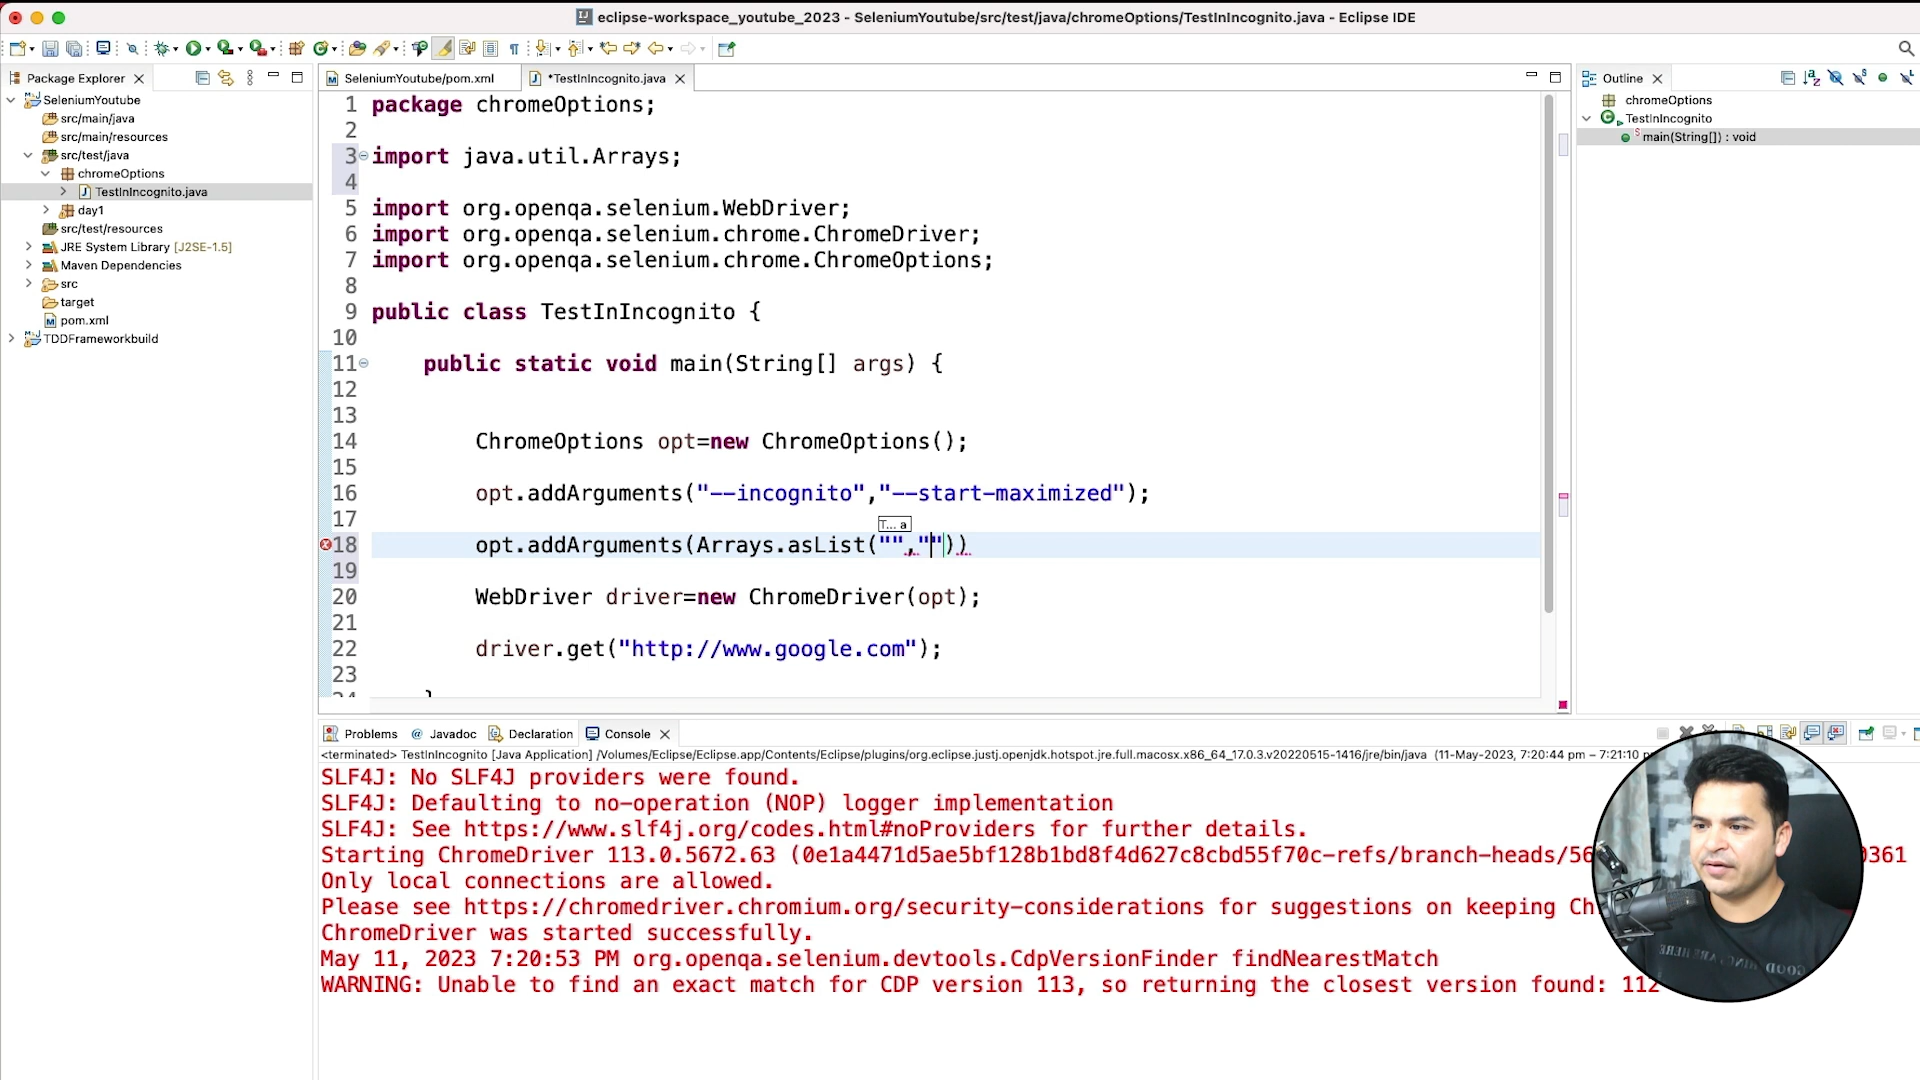 eclipse-workspace_youtube_2023 - SeleniumYoutube/src/test/java/chromeOptions/TestInIncognito.java - Eclipse IDE
Package Explorer
SeleniumYoutube
src/main/java
src/main/resources
src/test/java
chromeOptions
TestInIncognito.java
day1
src/test/resources
JRE System Library [J2SE-1.5]
Maven Dependencies
src
target
pom.xml
TDDFrameworkbuild
SeleniumYoutube/pom.xml
*TestInIncognito.java
1 package chromeOptions;
2
3 import java.util.Arrays;
4
5 import org.openqa.selenium.WebDriver;
6 import org.openqa.selenium.chrome.ChromeDriver;
7 import org.openqa.selenium.chrome.ChromeOptions;
8
9 public class TestInIncognito {
10
11 public static void main(String[] args) {
12
13
14 ChromeOptions opt=new ChromeOptions();
15
16 opt.addArguments("--incognito","--start-maximized");
17
T... a
18 opt.addArguments(Arrays.asList("",""))
19
20 WebDriver driver=new ChromeDriver(opt);
21
22 driver.get("http://www.google.com");
23
Outline
chromeOptions
TestInIncognito
main(String[]) : void
Problems
@ Javadoc
Declaration
Console
<terminated> TestInIncognito [Java Application] /Volumes/Eclipse/Eclipse.app/Contents/Eclipse/plugins/org.eclipse.justj.openjdk.hotspot.jre.full.macosx.x86_64_17.0.3.v20220515-1416/jre/bin/java (11-May-2023, 7:20:44 pm – 7:21:10 p
SLF4J: No SLF4J providers were found.
SLF4J: Defaulting to no-operation (NOP) logger implementation
SLF4J: See https://www.slf4j.org/codes.html#noProviders for further details.
Starting ChromeDriver 113.0.5672.63 (0e1a4471d5ae5bf128b1bd8f4d627c8cbd55f70c-refs/branch-heads/56 0361
Only local connections are allowed.
Please see https://chromedriver.chromium.org/security-considerations for suggestions on keeping Ch
ChromeDriver was started successfully.
May 11, 2023 7:20:53 PM org.openqa.selenium.devtools.CdpVersionFinder findNearestMatch
WARNING: Unable to find an exact match for CDP version 113, so returning the closest version found: 112